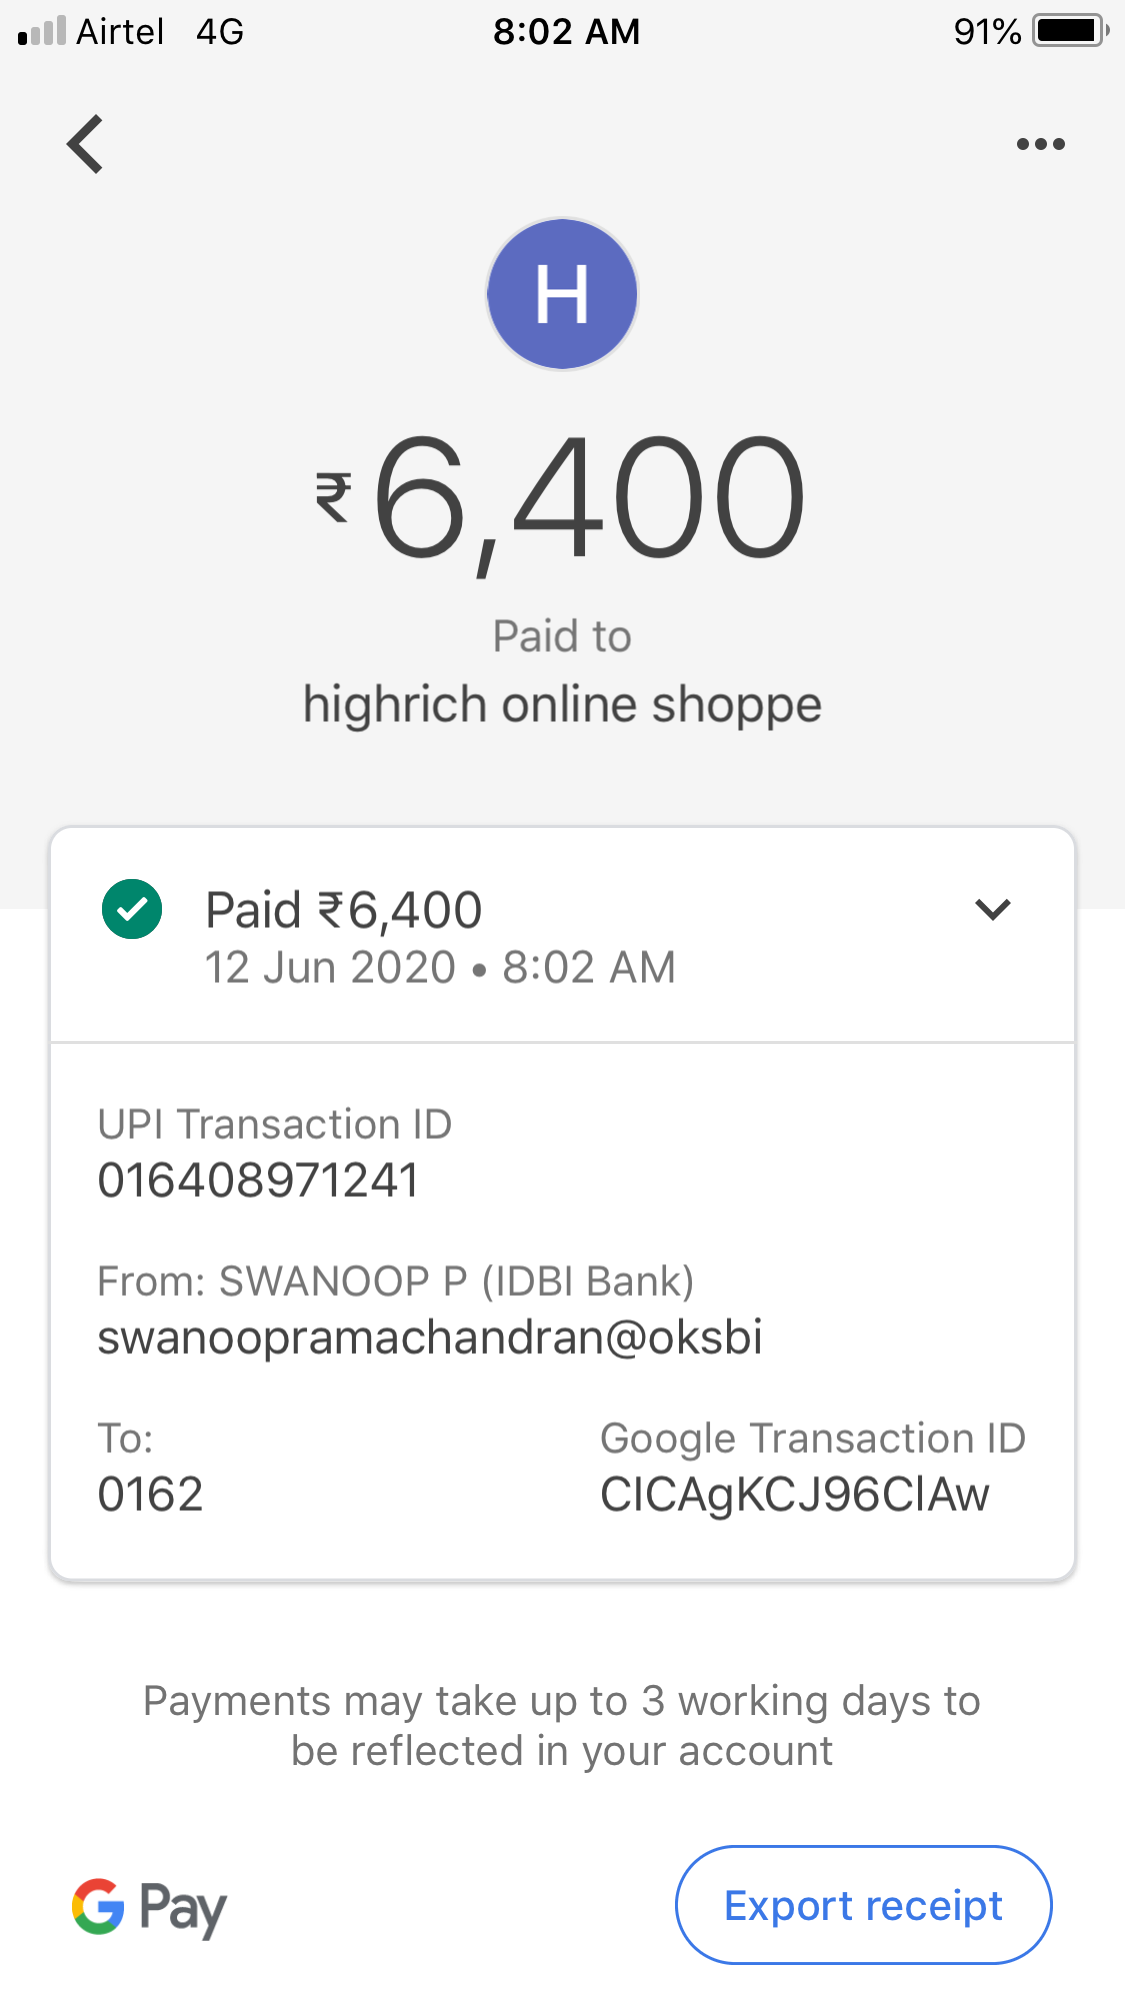 Airtel 4G 8:02 AM 91%
H
₹6,400
Paid to
highrich online shoppe
Paid ₹6,400
12 Jun 2020 • 8:02 AM
UPI Transaction ID
016408971241
From: SWANOOP P (IDBI Bank)
swanoopramachandran@oksbi
To:
0162
Google Transaction ID
CICAgKCJ96ClAw
Payments may take up to 3 working days to
be reflected in your account
G Pay
Export receipt